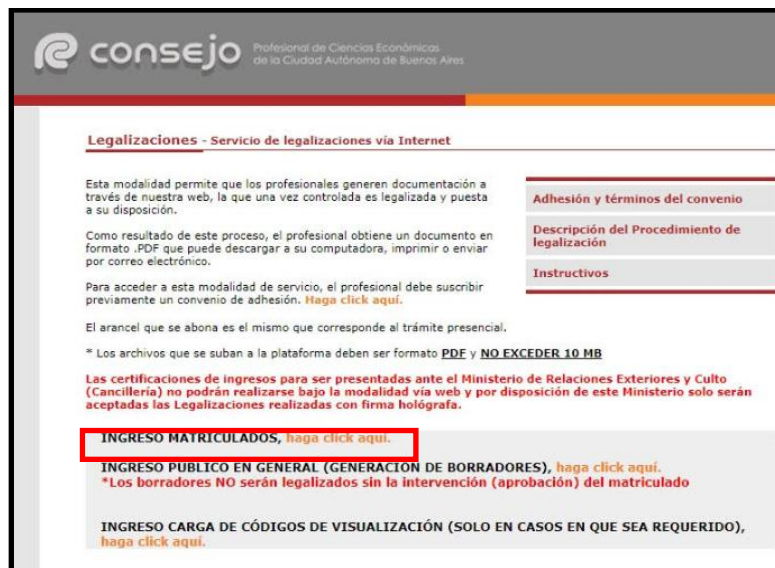 consejo Profesional de Ciencias Económicas
de la Ciudad Autónoma de Buenos Aires
Legalizaciones - Servicio de legalizaciones vía Internet
Esta modalidad permite que los profesionales generen documentación a
través de nuestra web, la que una vez controlada es legalizada y puesta
a su disposición.
Como resultado de este proceso, el profesional obtiene un documento en
formato .PDF que puede descargar a su computadora, imprimir o enviar
por correo electrónico.
Para acceder a esta modalidad de servicio, el profesional debe suscribir
previamente un convenio de adhesión. Haga click aquí.
El arancel que se abona es el mismo que corresponde al trámite presencial.
* Los archivos que se suban a la plataforma deben ser formato PDF y NO EXCEDER 10 MB
Adhesión y términos del convenio
Descripción del Procedimiento de
legalización
Instructivos
Las certificaciones de ingresos para ser presentadas ante el Ministerio de Relaciones Exteriores y Culto
(Cancillería) no podrán realizarse bajo la modalidad vía web y por disposición de este Ministerio solo serán
aceptadas las Legalizaciones realizadas con firma hológrafa.
INGRESO MATRICULADOS, haga click aquí.
INGRESO PUBLICO EN GENERAL (GENERACIÓN DE BORRADORES), haga click aquí.
*Los borradores NO serán legalizados sin la intervención (aprobación) del matriculado
INGRESO CARGA DE CÓDIGOS DE VISUALIZACIÓN (SOLO EN CASOS EN QUE SEA REQUERIDO),
haga click aquí.